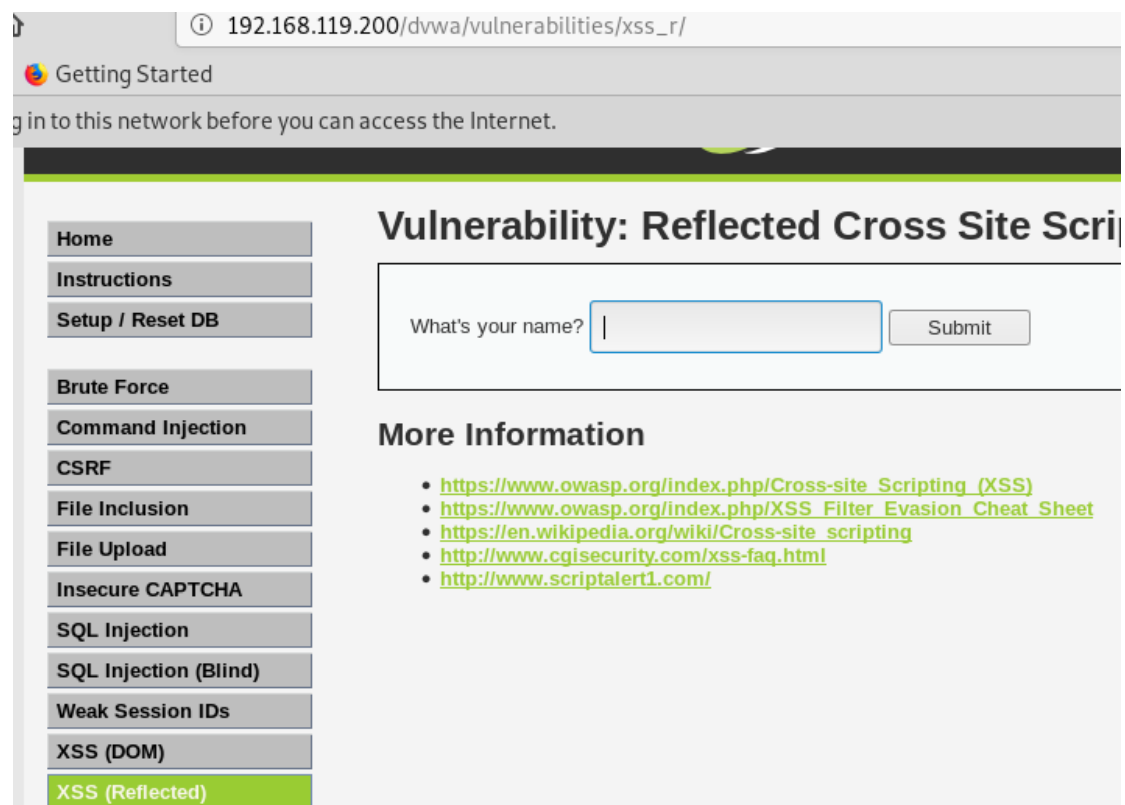 192.168.119.200/dvwa/vulnerabilities/xss_r/
Getting Started
in to this network before you can access the Internet.
Home
Instructions
Setup / Reset DB
Brute Force
Command Injection
CSRF
File Inclusion
File Upload
Insecure CAPTCHA
SQL Injection
SQL Injection (Blind)
Weak Session IDs
XSS (DOM)
XSS (Reflected)
Vulnerability: Reflected Cross Site Scri
What's your name?
Submit
More Information
https://www.owasp.org/index.php/Cross-site_Scripting_(XSS)
https://www.owasp.org/index.php/XSS_Filter_Evasion_Cheat_Sheet
https://en.wikipedia.org/wiki/Cross-site_scripting
http://www.cgisecurity.com/xss-faq.html
http://www.scriptalert1.com/